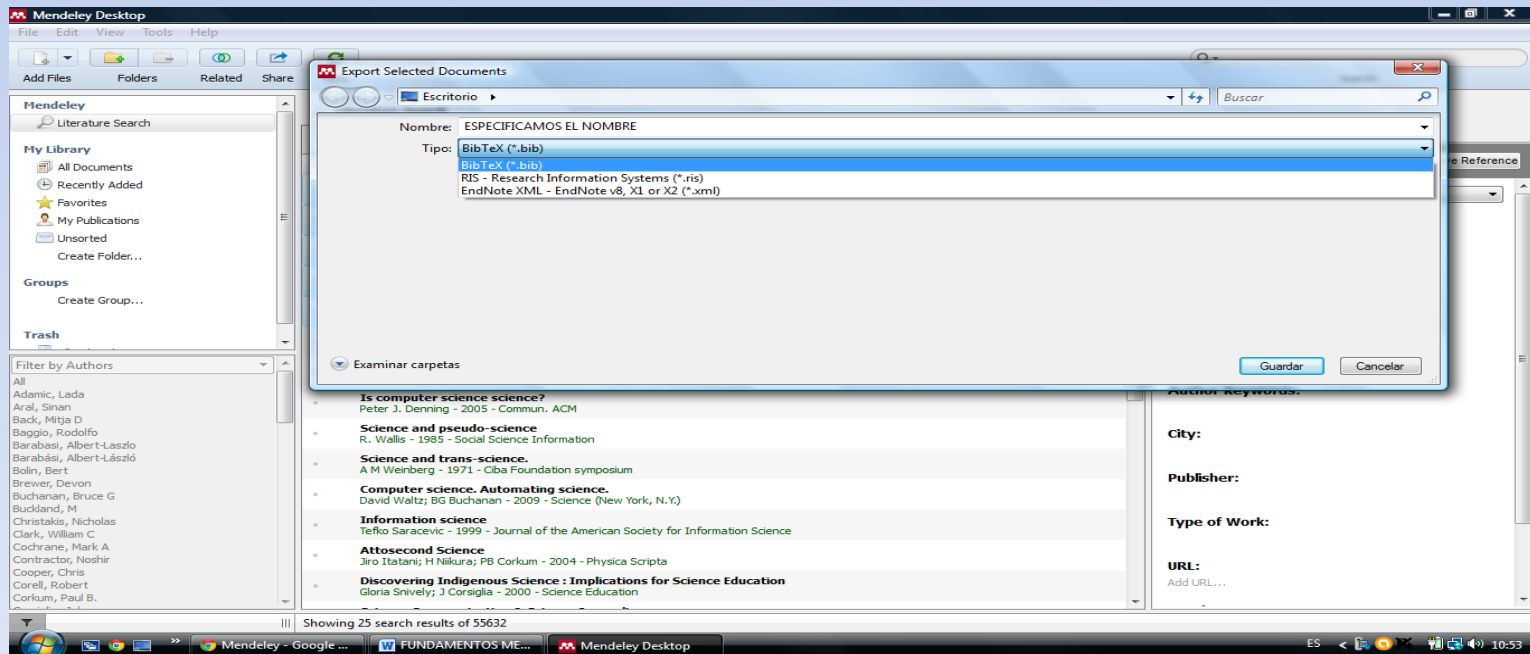 Mendeley Desktop
File Edit View Tools Help
Add Files Folders Related Share
Export Selected Documents
Escritorio
Buscar
Nombre: ESPECIFICAMOS EL NOMBRE
Tipo: BibTeX (*.bib)
BibTeX (*.bib)
RIS - Research Information Systems (*.ris)
EndNote XML - EndNote v8, X1 or X2 (*.xml)
Examinar carpetas
Guardar Cancelar
e Reference
Mendeley
Literature Search
My Library
All Documents
Recently Added
Favorites
My Publications
Unsorted
Create Folder...
Groups
Create Group...
Trash
Filter by Authors
All
Adamic, Lada
Aral, Sinan
Back, Mitja D
Baggio, Rodolfo
Barabasi, Albert-Laszlo
Barabási, Albert-László
Bolin, Bert
Brewer, Devon
Buchanan, Bruce G
Buckland, M
Christakis, Nicholas
Clark, William C
Cochrane, Mark A
Contractor, Noshir
Cooper, Chris
Corell, Robert
Corkum, Paul B.
Is computer science science?
Peter J. Denning - 2005 - Commun. ACM
Science and pseudo-science
R. Wallis - 1985 - Social Science Information
Science and trans-science.
A M Weinberg - 1971 - Ciba Foundation symposium
Computer science. Automating science.
David Waltz; BG Buchanan - 2009 - Science (New York, N.Y.)
Information science
Tefko Saracevic - 1999 - Journal of the American Society for Information Science
Attosecond Science
Jiro Itatani; H Niikura; PB Corkum - 2004 - Physica Scripta
Discovering Indigenous Science : Implications for Science Education
Gloria Snively; J Corsiglia - 2000 - Science Education
Author Keywords:
City:
Publisher:
Type of Work:
URL:
Add URL...
Showing 25 search results of 55632
Mendeley - Google ...
FUNDAMENTOS ME...
Mendeley Desktop
ES
10:53